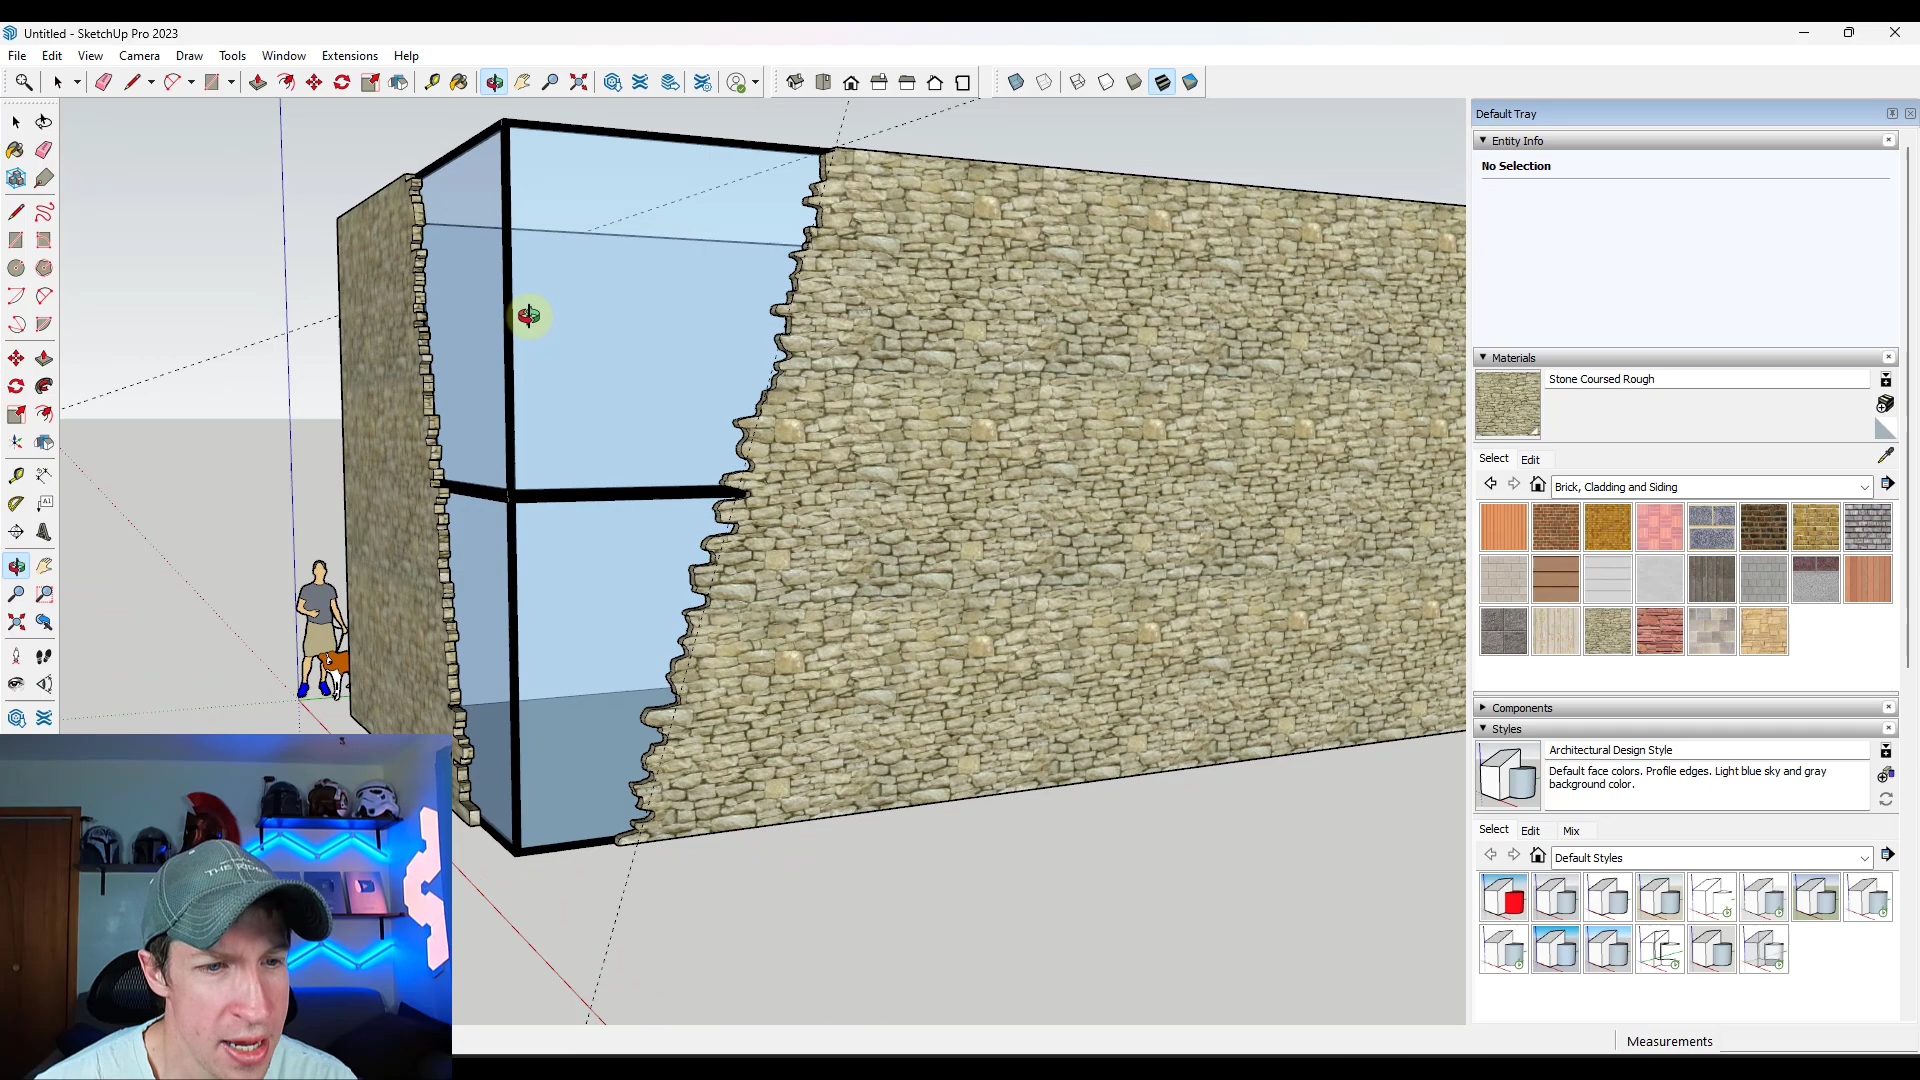 Untitled - SketchUp Pro 2023
File Edit View Camera Draw Tools Window Extensions Help
Default Tray
Entity Info
No Selection
Materials
Stone Coursed Rough
Select Edit
Brick, Cladding and Siding
Components
Styles
Architectural Design Style
Default face colors. Profile edges. Light blue sky and gray
background color.
Select Edit Mix
Default Styles
Measurements
A1
THE